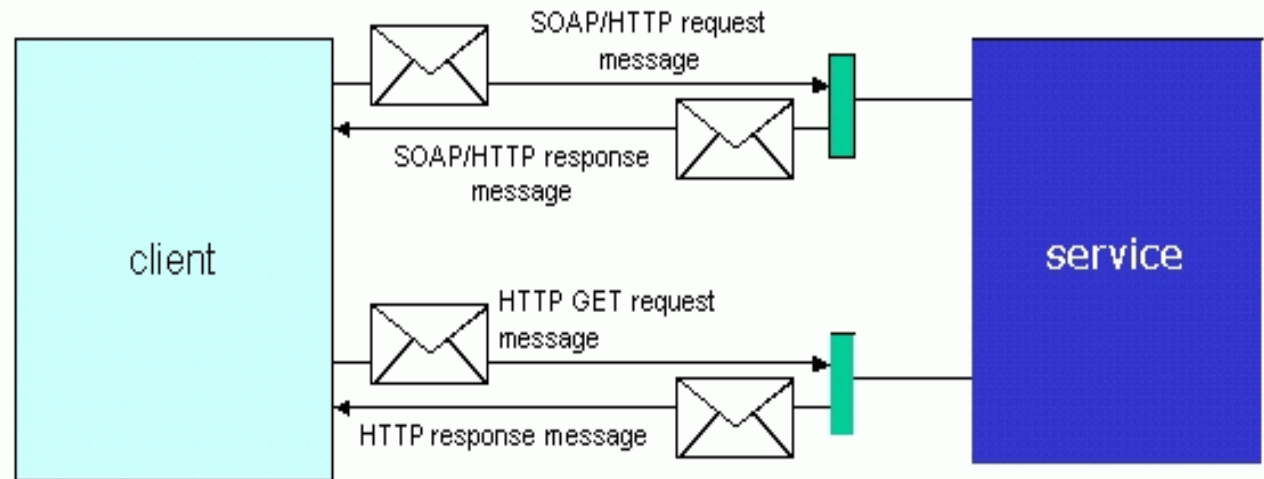 SOAP/HTTP request
message
SOAP/HTTP response
message
client
service
HTTP GET request
message
HTTP response message